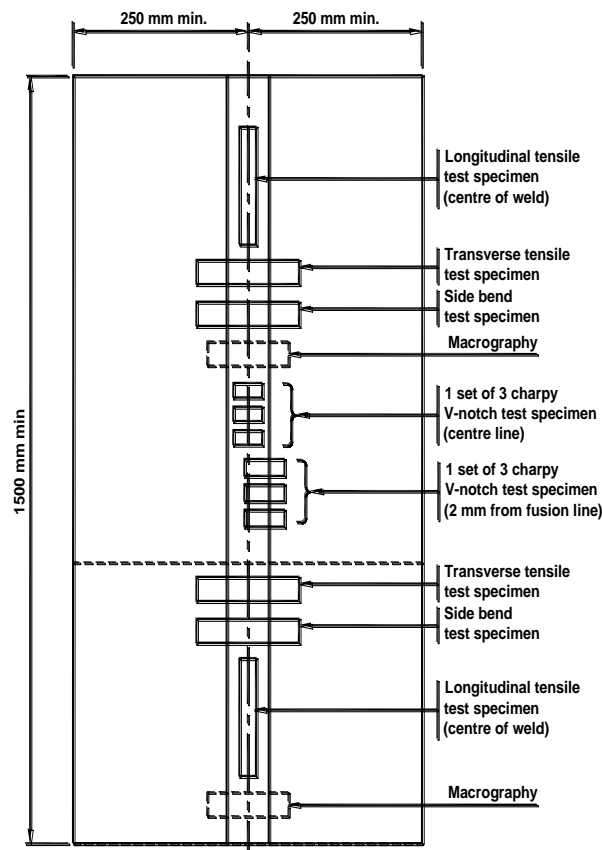 250 mm min.
250 mm min.
1500 mm min
Longitudinal tensile
test specimen
(centre of weld)
Transverse tensile
test specimen
Side bend
test specimen
Macrography
1 set of 3 charpy
V-notch test specimen
(centre line)
1 set of 3 charpy
V-notch test specimen
(2 mm from fusion line)
Transverse tensile
test specimen
Side bend
test specimen
Longitudinal tensile
test specimen
(centre of weld)
Macrography